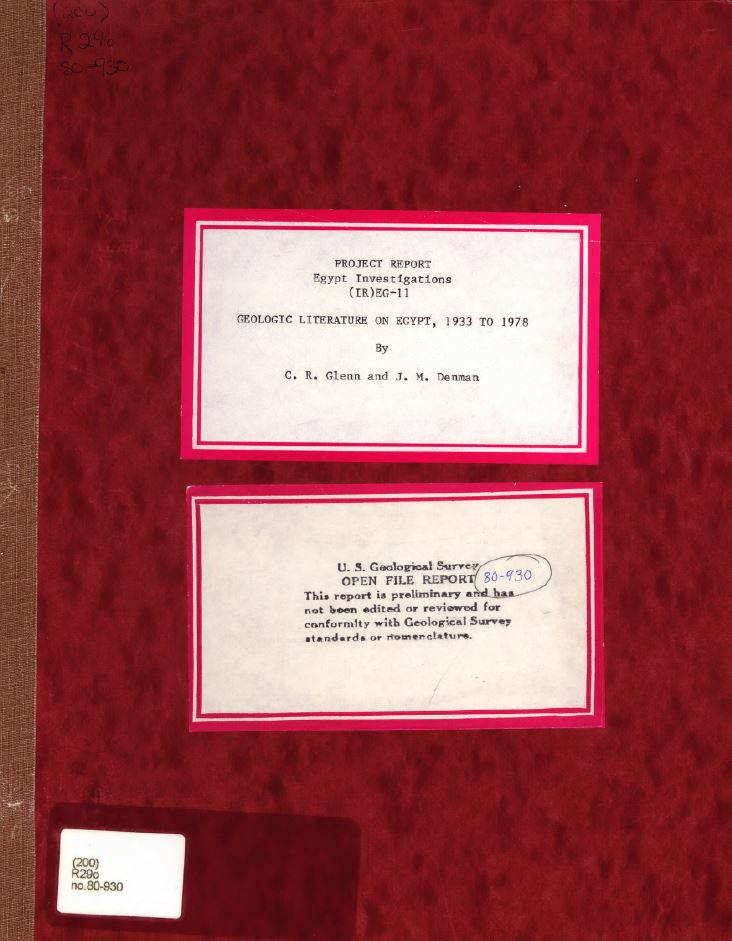 (200)
R29o
80-930
PROJECT REPORT
Egypt Investigations
(IR)EG-11
GEOLOGIC LITERATURE ON EGYPT, 1933 TO 1978
By
C. R. Glenn and J. M. Denman
U. S. Geological Survey
OPEN FILE REPORT 80-930
This report is preliminary and has
not been edited or reviewed for
conformity with Geological Survey
standards or nomenclature.
(200)
R29o
no.80-930